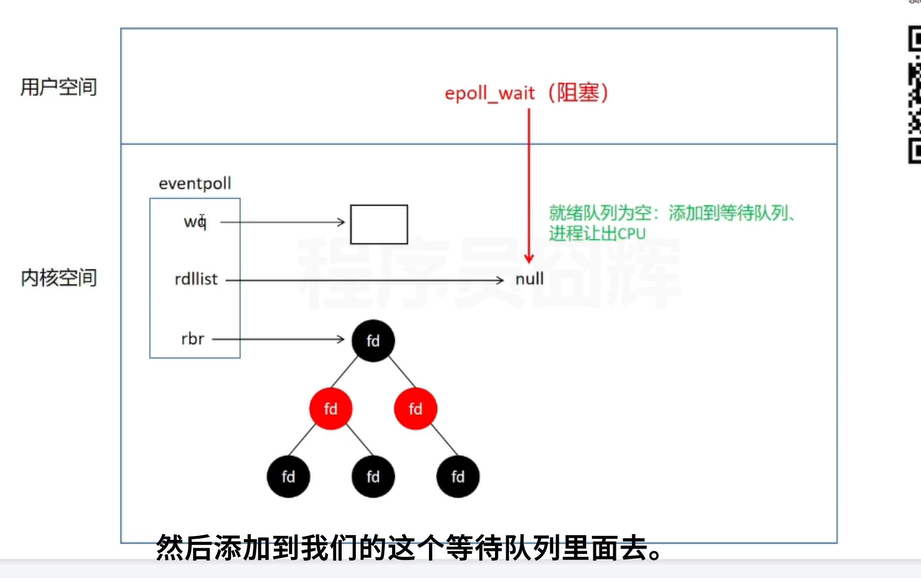 用户空间
epoll_wait（阻塞）
eventpoll
wq
就绪队列为空：添加到等待队列、
进程让出CPU
程序员囧辉
内核空间
rdllist
null
rbr
fd
fd
fd
fd
fd
fd
然后添加到我们的这个等待队列里面去。